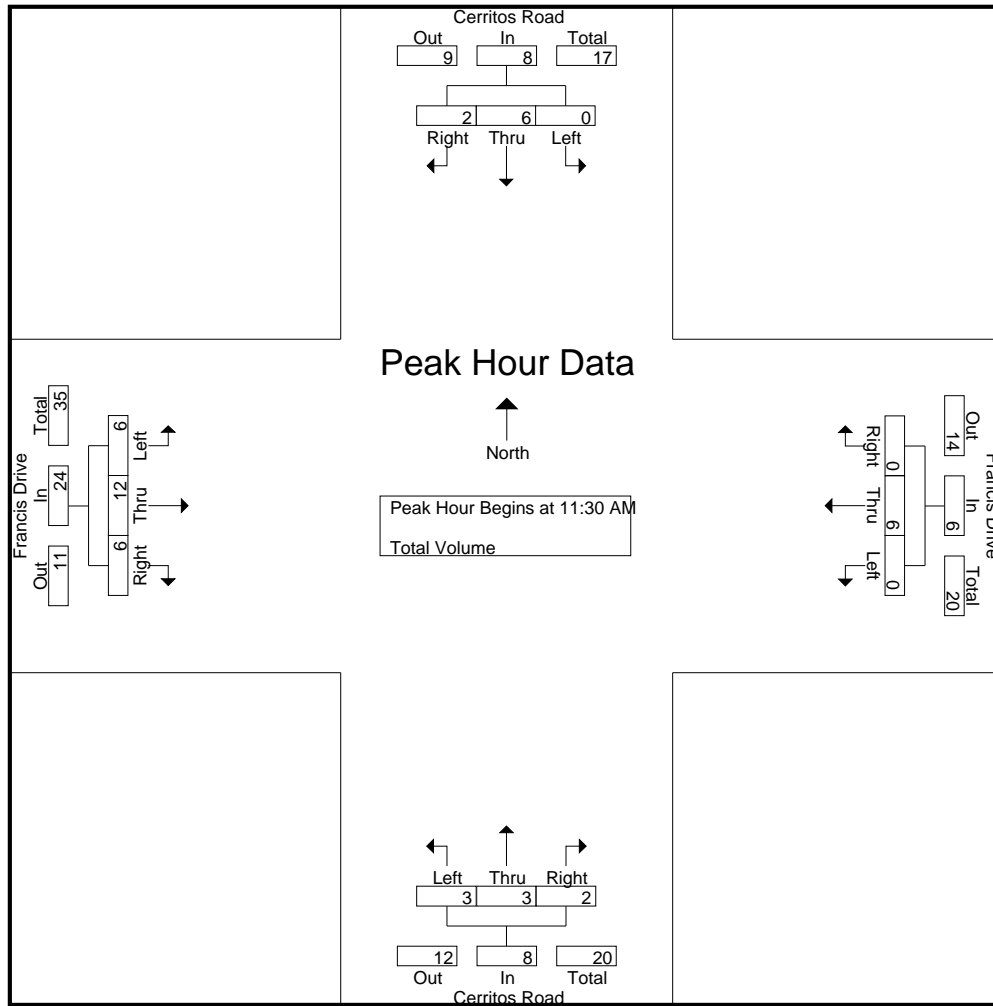 Cerritos Road
Out In Total
9 8 17
2 6 0
Right Thru Left
Peak Hour Data
North
Peak Hour Begins at 11:30 AM
Total Volume
Francis Drive
Total In Out
35 24 11
6 12 6
Left Thru Right
Francis Drive
Out In Total
14 6 20
0 6 0
Right Thru Left
Left Thru Right
3 3 2
12 8 20
Out In Total
Cerritos Road